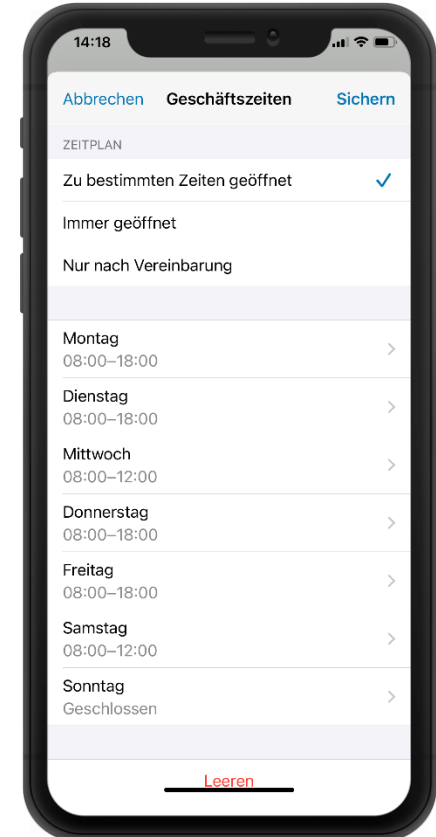 14:18
Abbrechen Geschäftszeiten Sichern
ZEITPLAN
Zu bestimmten Zeiten geöffnet
Immer geöffnet
Nur nach Vereinbarung
Montag
08:00–18:00
Dienstag
08:00–18:00
Mittwoch
08:00–12:00
Donnerstag
08:00–18:00
Freitag
08:00–18:00
Samstag
08:00–12:00
Sonntag
Geschlossen
Leeren